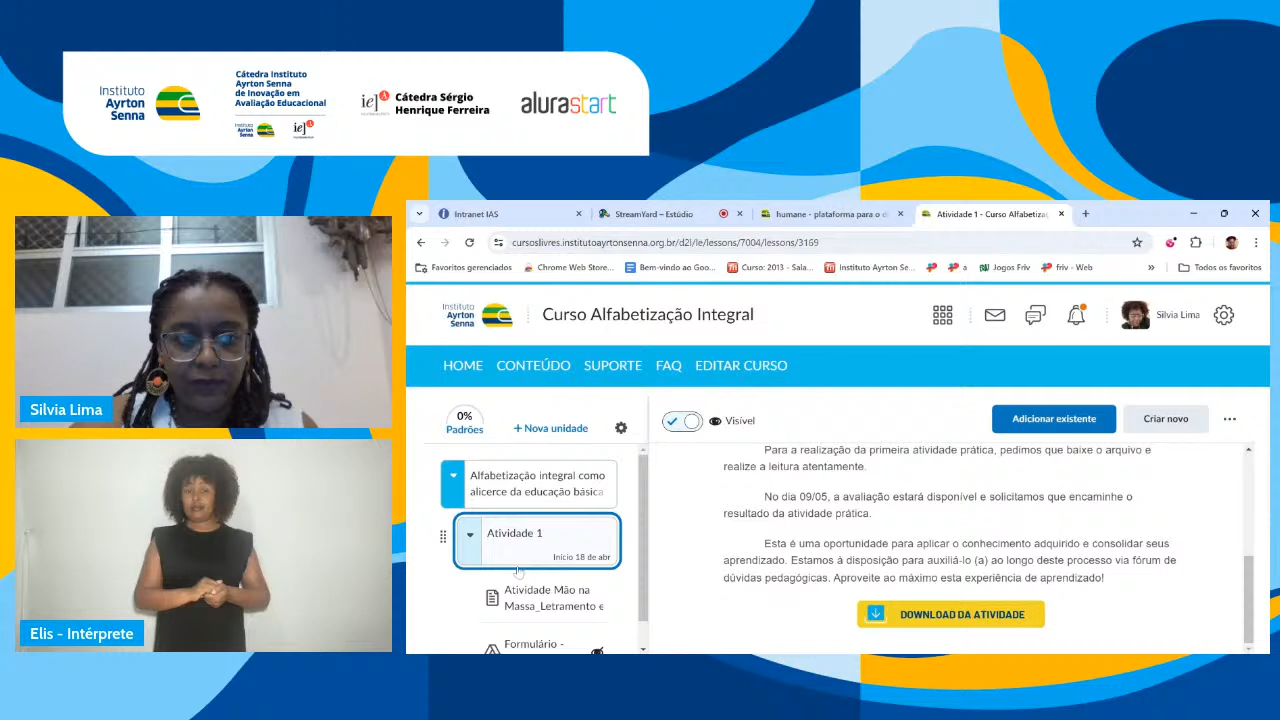 Instituto
Ayrton
Senna
Cátedra Instituto
Ayrton Senna
de Inovação em
Avaliação Educacional
Instituto
Ayrton
Senna
iea
iea
Cátedra Sérgio
Henrique Ferreira
alurastart
Silvia Lima
Elis - Intérprete
Intranet IAS
StreamYard – Estúdio
humane - plataforma para o d
Atividade 1 - Curso Alfabetizaç
cursoslivres.institutoayrtonsenna.org.br/d2l/le/lessons/7004/lessons/3169
Favoritos gerenciados
Chrome Web Store...
Bem-vindo ao Goo...
Curso: 2013 - Sala...
Instituto Ayrton Se...
a
Jogos Friv
friv - Web
»
Todos os favoritos
Instituto
Ayrton
Senna
Curso Alfabetização Integral
Silvia Lima
HOME CONTEÚDO SUPORTE FAQ EDITAR CURSO
0%
Padrões
+ Nova unidade
Visível
Adicionar existente
Criar novo
Alfabetização integral como
alicerce da educação básica
Atividade 1
Início 18 de abr
Atividade Mão na
Massa_Letramento e
Formulário -
Para a realização da primeira atividade prática, pedimos que baixe o arquivo e
realize a leitura atentamente.
No dia 09/05, a avaliação estará disponível e solicitamos que encaminhe o
resultado da atividade prática.
Esta é uma oportunidade para aplicar o conhecimento adquirido e consolidar seus
aprendizado. Estamos à disposição para auxiliá-lo (a) ao longo deste processo via fórum de
dúvidas pedagógicas. Aproveite ao máximo esta experiência de aprendizado!
DOWNLOAD DA ATIVIDADE